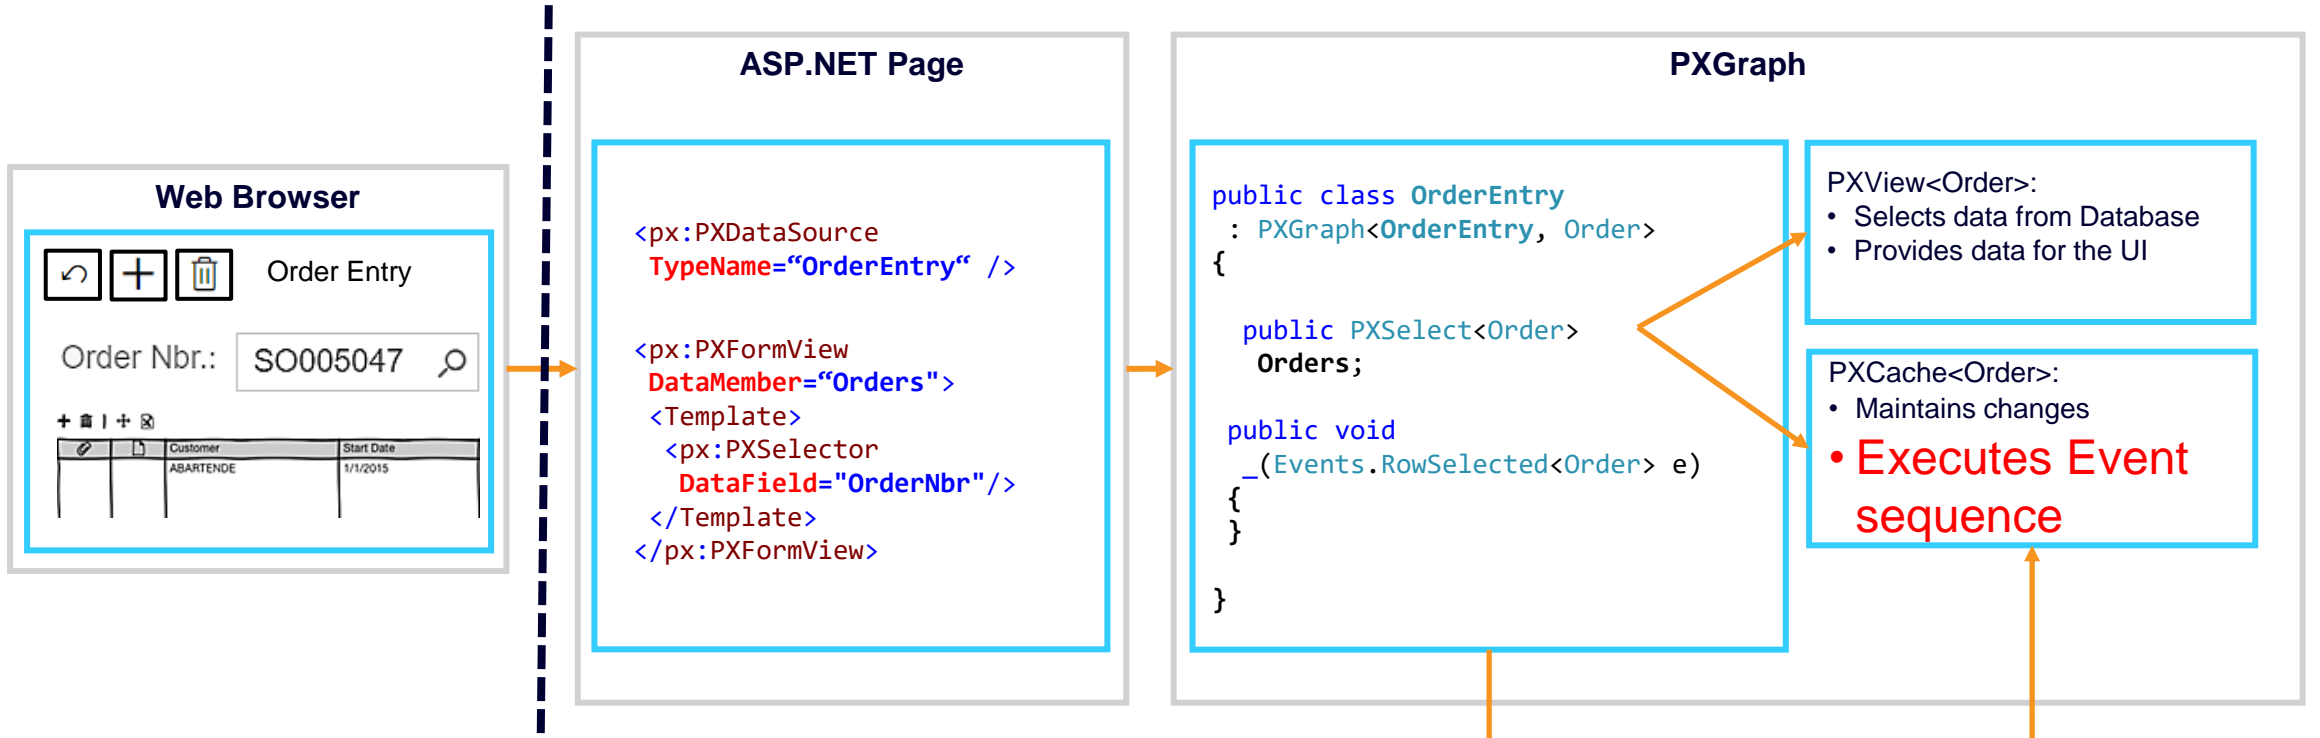 Web Browser
Order Entry
Order Nbr.: SO005047
Customer Start Date
ABARTENDE 1/1/2015
ASP.NET Page
<px:PXDataSource
TypeName=“OrderEntry“ />
<px:PXFormView
DataMember=“Orders">
<Template>
<px:PXSelector
DataField="OrderNbr"/>
</Template>
</px:PXFormView>
PXGraph
public class OrderEntry
: PXGraph<OrderEntry, Order>
{
public PXSelect<Order>
Orders;
public void
_(Events.RowSelected<Order> e)
{
}
}
PXView<Order>:
• Selects data from Database
• Provides data for the UI
PXCache<Order>:
• Maintains changes
• Executes Event
sequence